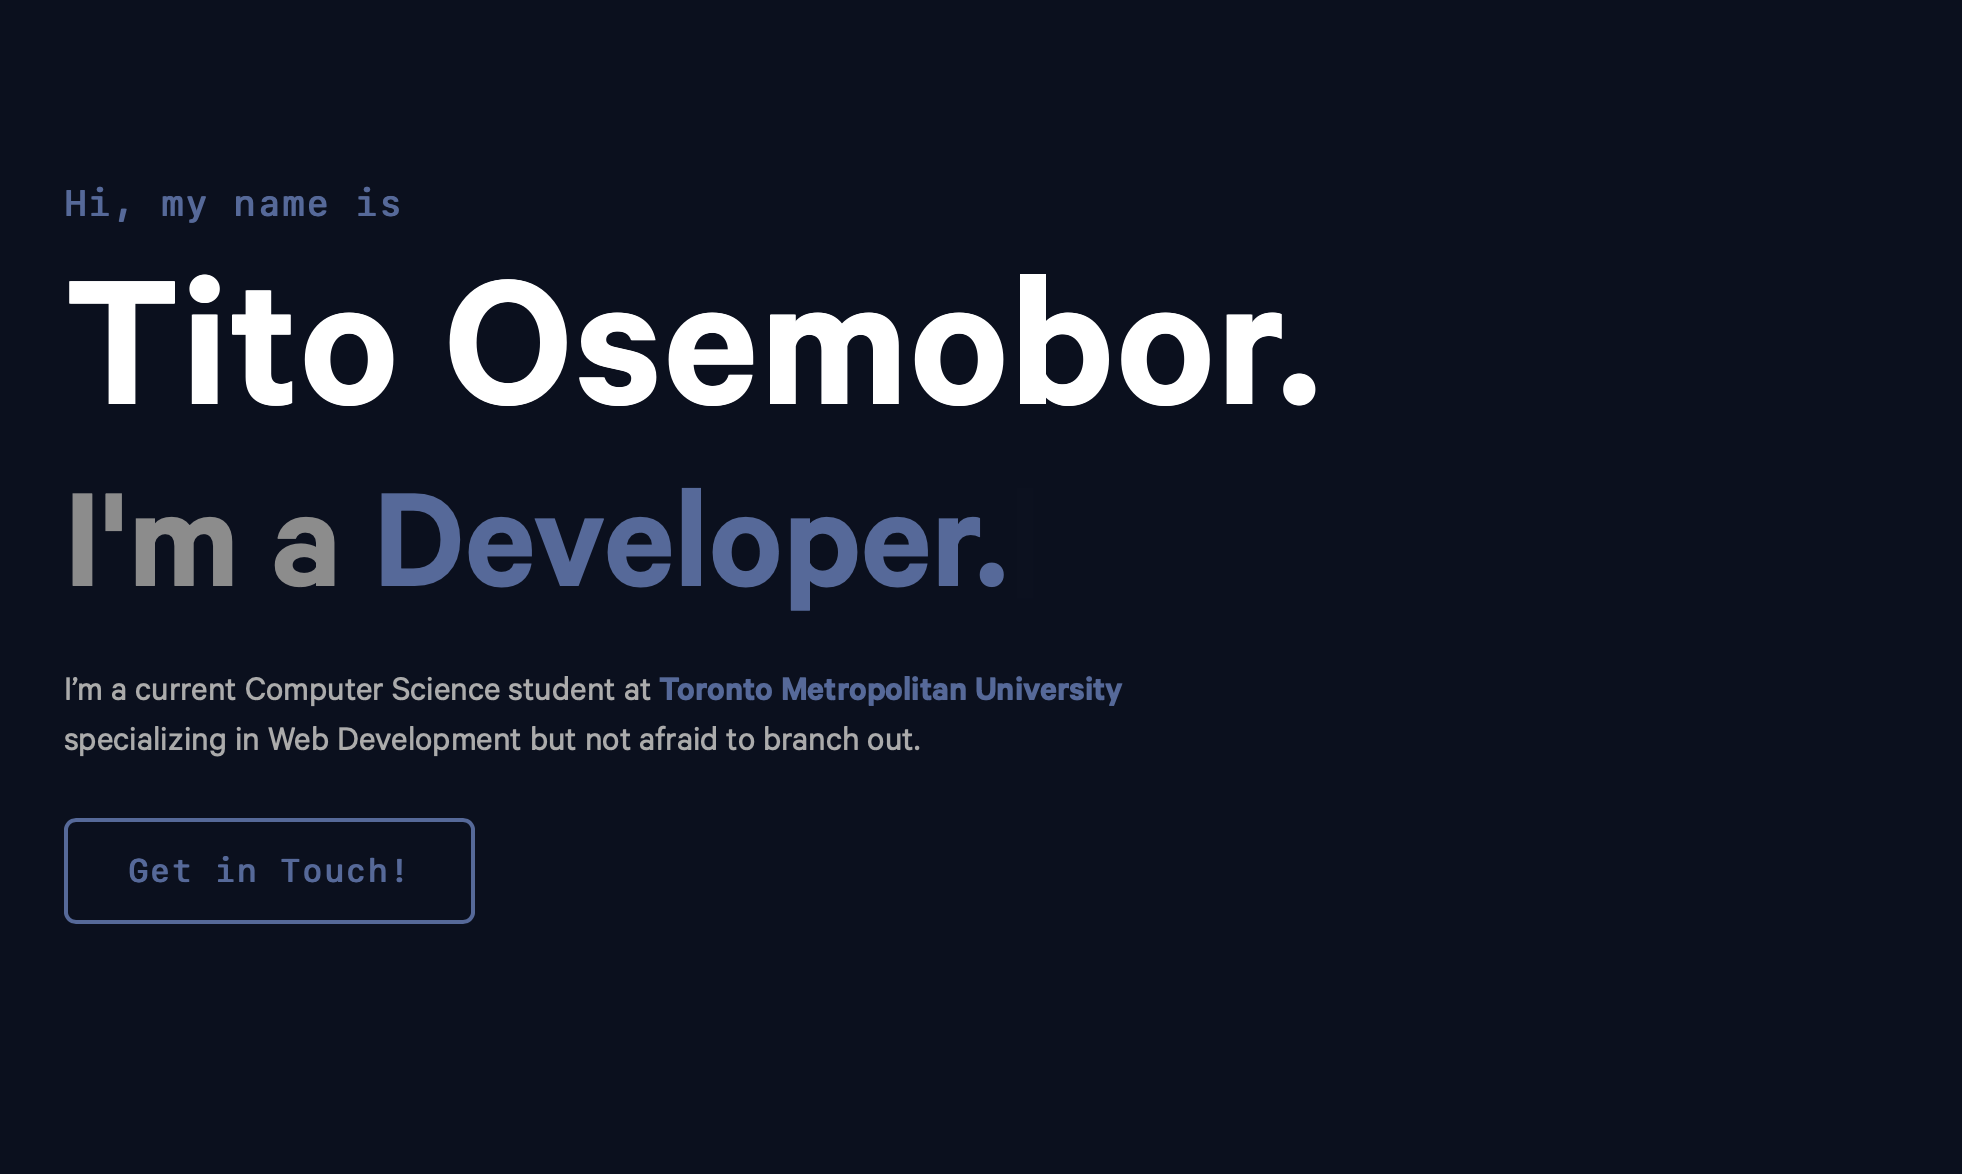 Hi, my name is
Tito Osemobor.
I'm a Developer.
I’m a current Computer Science student at Toronto Metropolitan University
specializing in Web Development but not afraid to branch out.
Get in Touch!